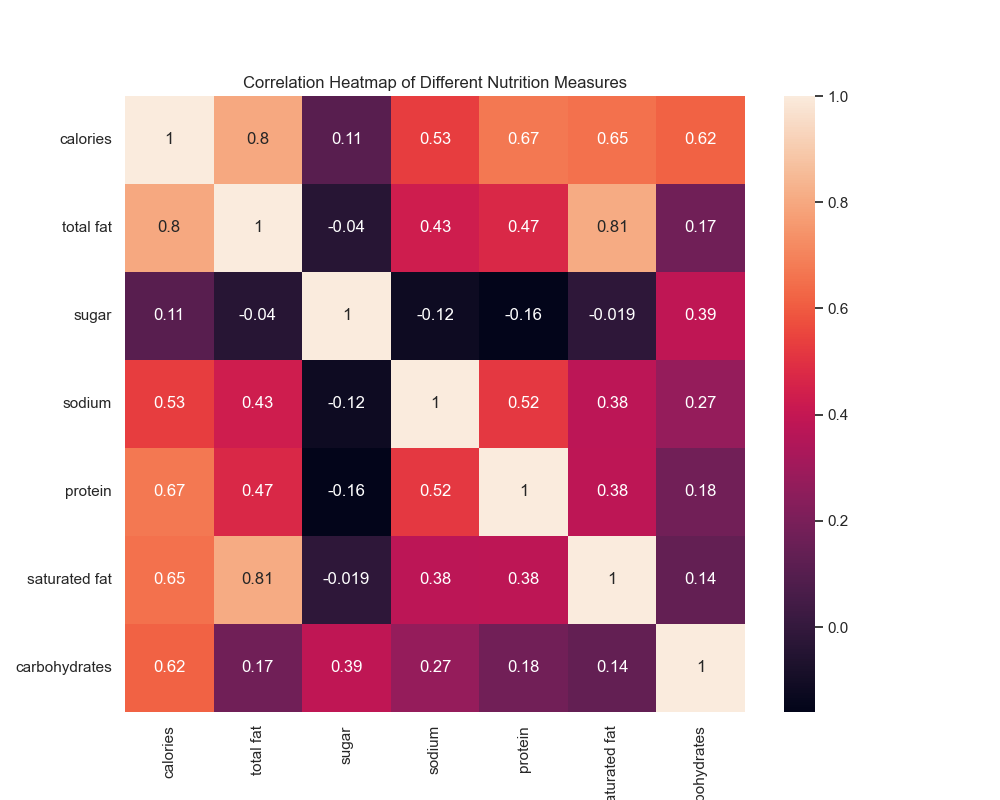 Correlation Heatmap of Different Nutrition Measures
calories 1 0.8 0.11 0.53 0.67 0.65 0.62
total fat 0.8 1 -0.04 0.43 0.47 0.81 0.17
sugar 0.11 -0.04 1 -0.12 -0.16 -0.019 0.39
sodium 0.53 0.43 -0.12 1 0.52 0.38 0.27
protein 0.67 0.47 -0.16 0.52 1 0.38 0.18
saturated fat 0.65 0.81 -0.019 0.38 0.38 1 0.14
carbohydrates 0.62 0.17 0.39 0.27 0.18 0.14 1
calories
total fat
sugar
sodium
protein
aturated fat
bohydrates
1.0
0.8
0.6
0.4
0.2
0.0